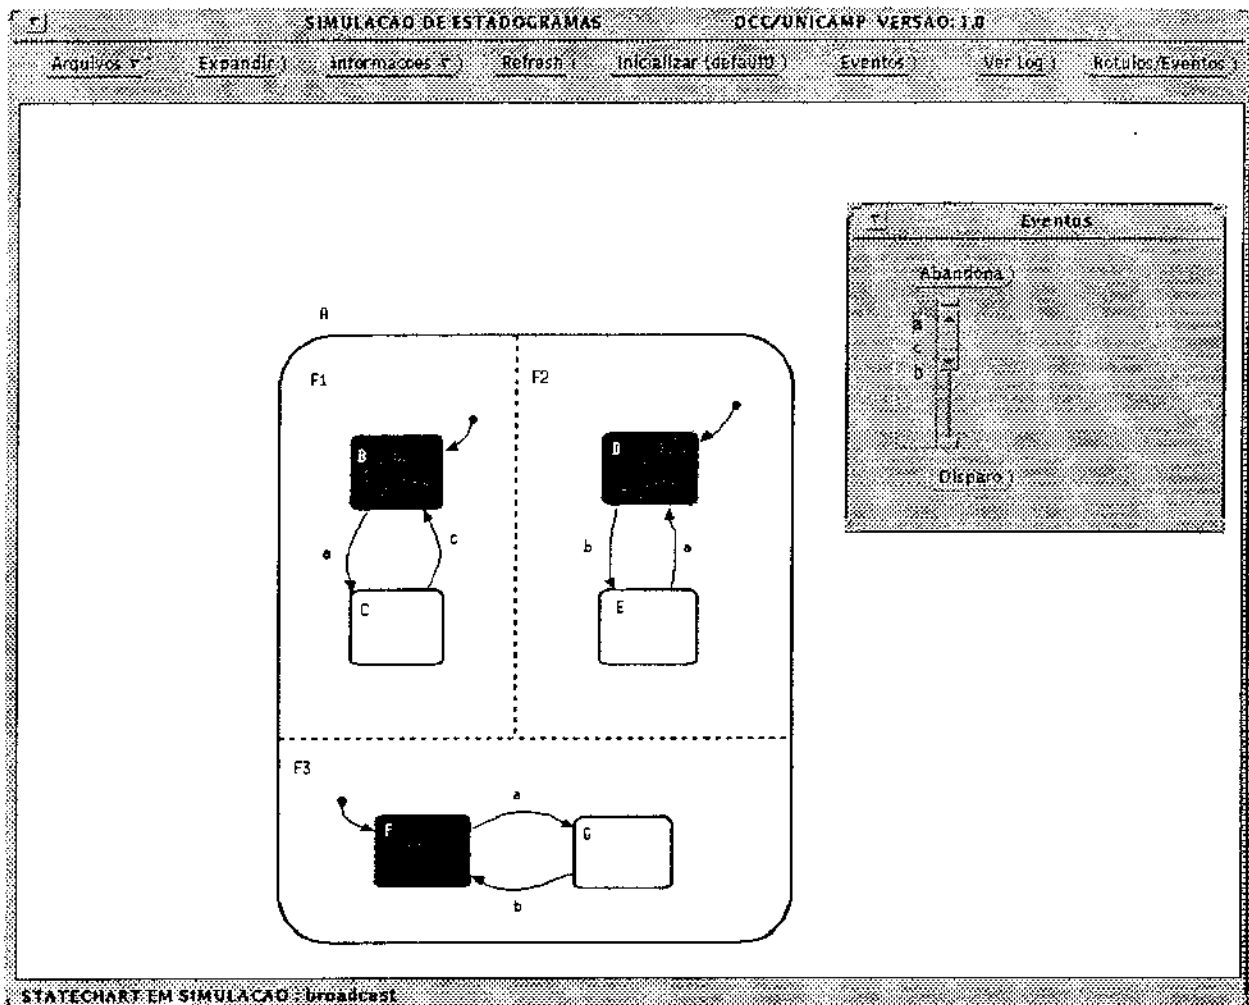 SIMULACAO DE ESTADOGRAMAS DCC/UNICAMP VERSAO: 1.0
Arquivos Expandir Informacoes Refresh Inicializar (default) Eventos Ver Log Rotulos/Eventos
Eventos
Abandona
a
c
b
Disparo
A
F1 F2
B D
a c b a
C E
F3
a
F G
b
STATECHART EM SIMULACAO : broadcast